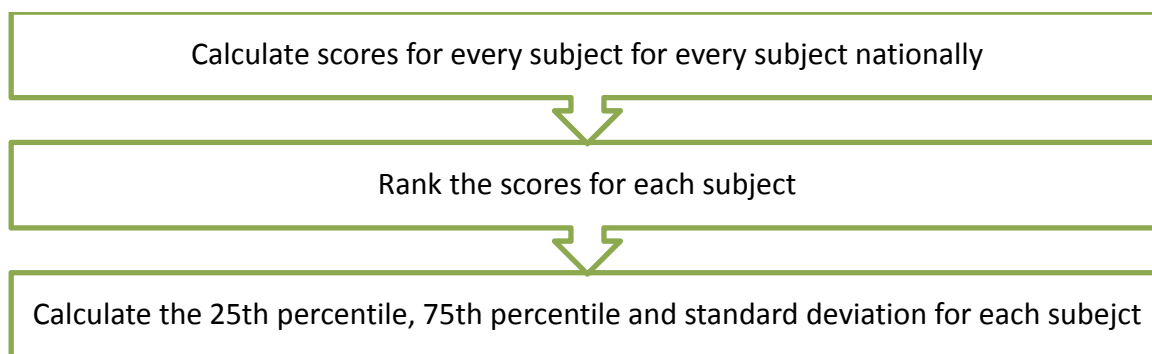 Calculate scores for every subject for every subject nationally
Rank the scores for each subject
Calculate the 25th percentile, 75th percentile and standard deviation for each subejct